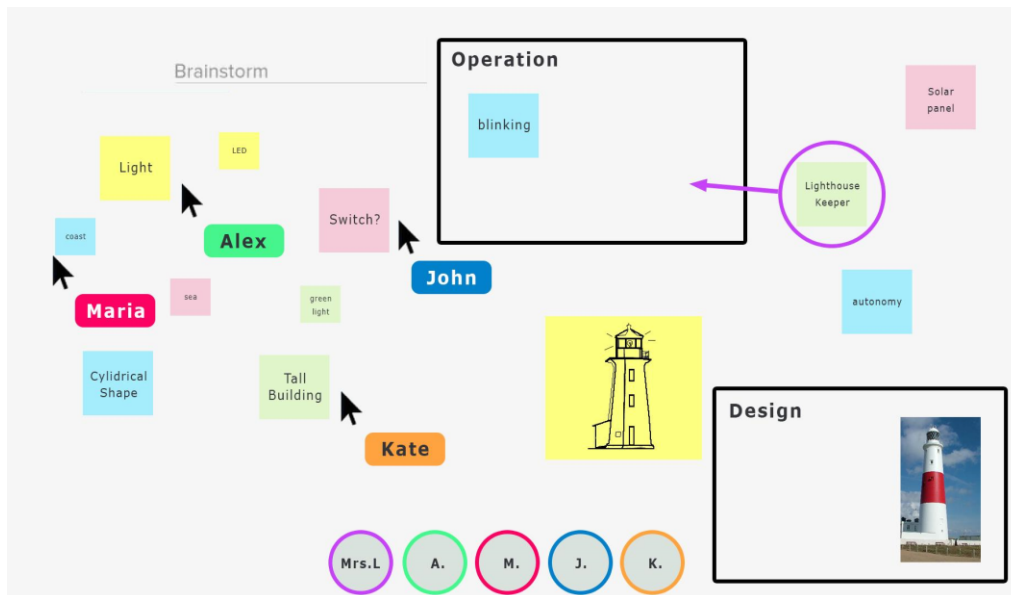 Brainstorm
Operation
blinking
Solar
panel
Light
LED
Lighthouse
Keeper
Switch?
coast
Alex
John
Maria
sea
green
light
autonomy
Cylidrical
Shape
Tall
Building
Kate
Design
Mrs.L
A.
M.
J.
K.